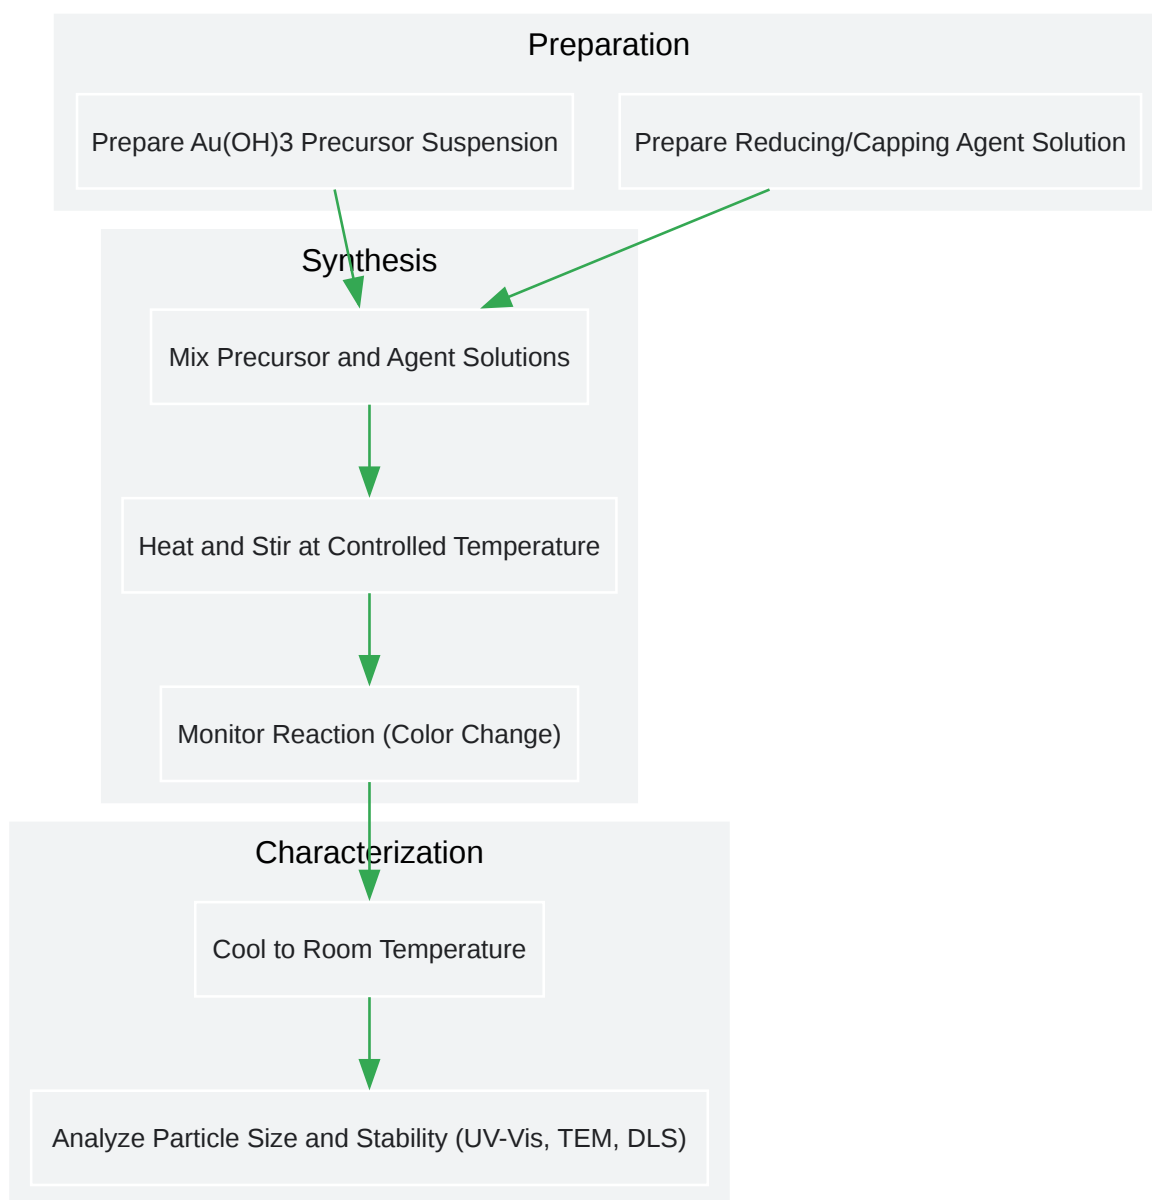 Preparation
Prepare Au(OH)3 Precursor Suspension
Prepare Reducing/Capping Agent Solution
Synthesis
Mix Precursor and Agent Solutions
Heat and Stir at Controlled Temperature
Monitor Reaction (Color Change)
Characterization
Cool to Room Temperature
Analyze Particle Size and Stability (UV-Vis, TEM, DLS)